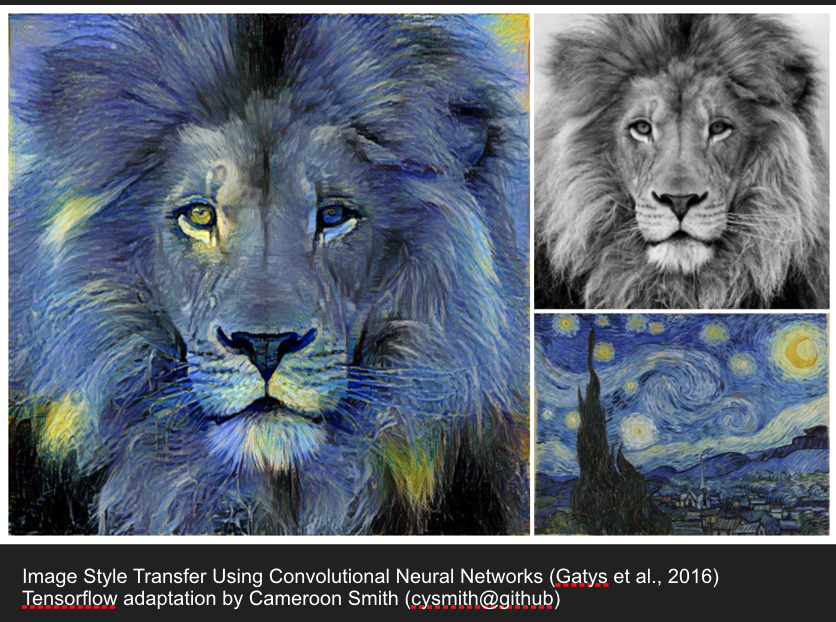 Image Style Transfer Using Convolutional Neural Networks (Gatys et al., 2016)
Tensorflow adaptation by Cameroon Smith (cysmith@github)